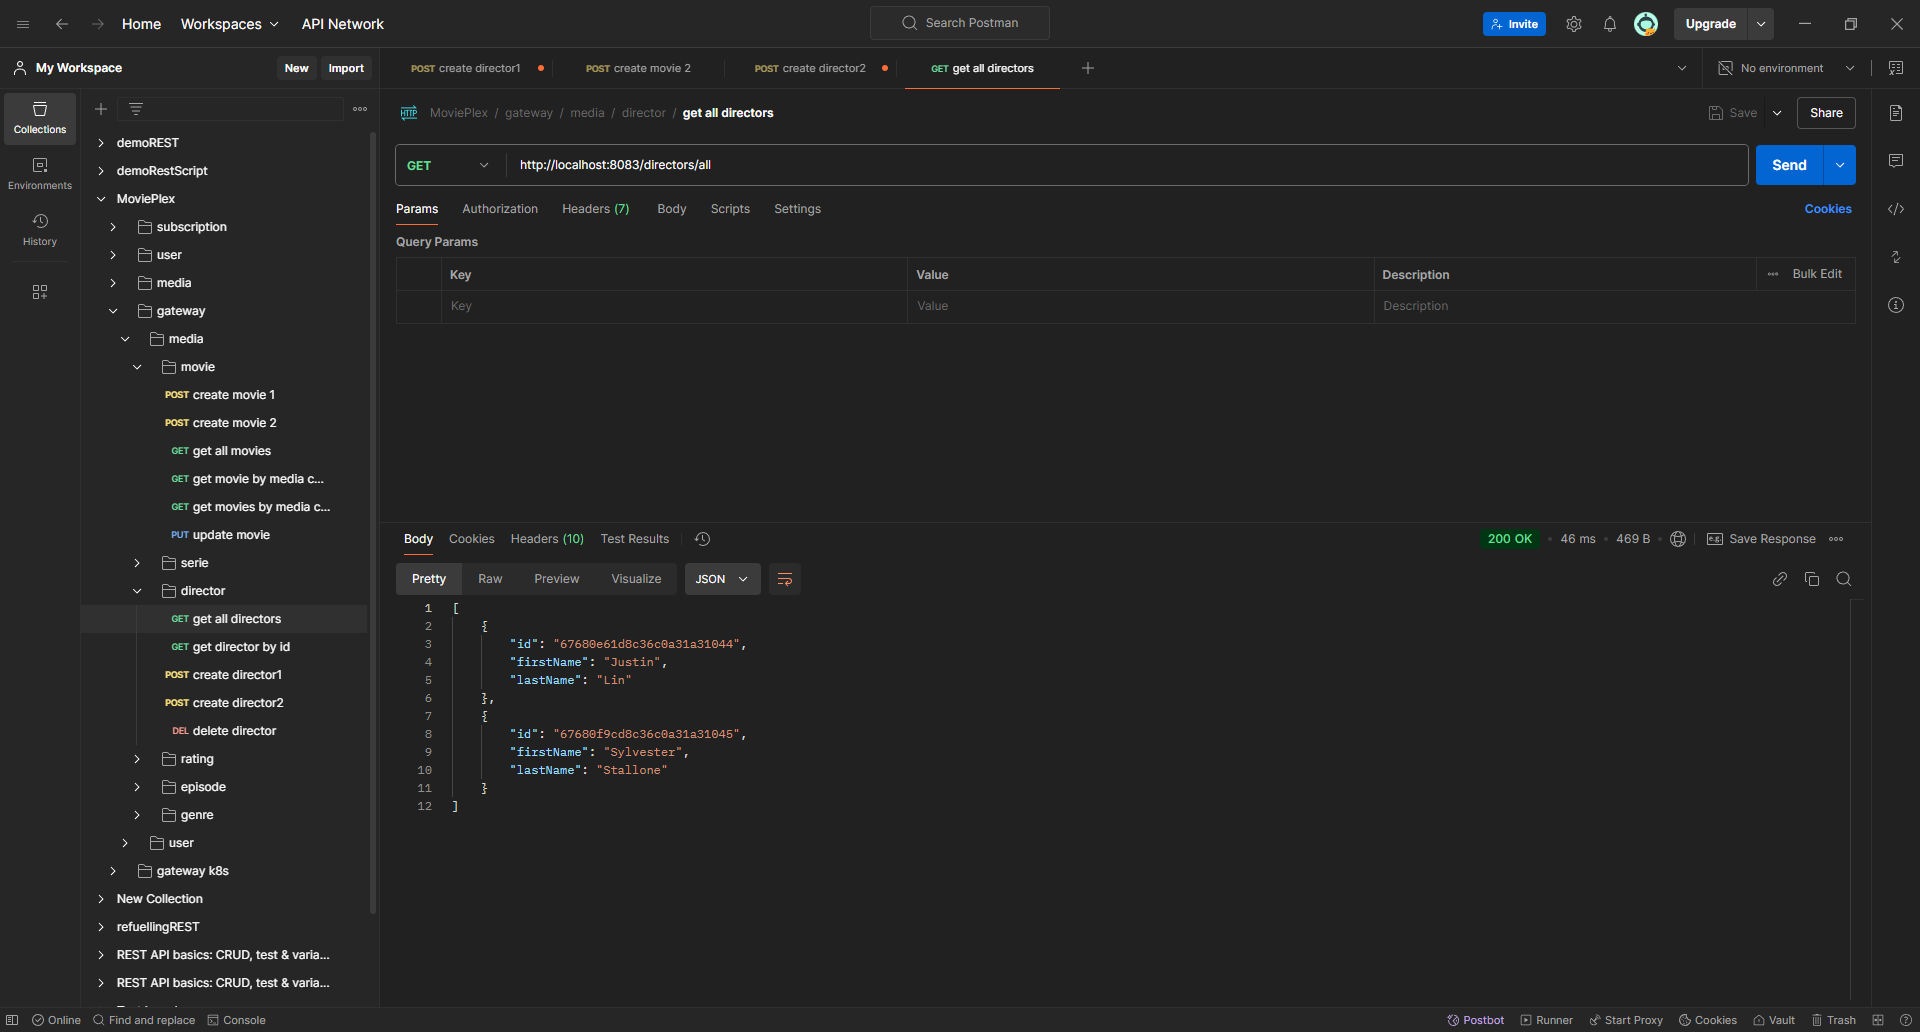 Home Workspaces API Network
Search Postman
Invite
Upgrade
My Workspace
New Import
POST create director1
POST create movie 2
POST create director2
GET get all directors
No environment
Collections
Environments
History
demoREST
demoRestScript
MoviePlex
subscription
user
media
gateway
media
movie
POST create movie 1
POST create movie 2
GET get all movies
GET get movie by media c...
GET get movies by media c...
PUT update movie
serie
director
GET get all directors
GET get director by id
POST create director1
POST create director2
DEL delete director
rating
episode
genre
user
gateway k8s
New Collection
refuellingREST
REST API basics: CRUD, test & varia...
REST API basics: CRUD, test & varia...
HTTP MoviePlex / gateway / media / director / get all directors
Save
Share
GET http://localhost:8083/directors/all
Send
Params Authorization Headers (7) Body Scripts Settings
Cookies
Query Params
Key Value Description Bulk Edit
Key Value Description
Body Cookies Headers (10) Test Results
200 OK • 46 ms • 469 B
e.g. Save Response
Pretty Raw Preview Visualize JSON
1 [
2 {
3 "id": "67680e61d8c36c0a31a31044",
4 "firstName": "Justin",
5 "lastName": "Lin"
6 },
7 {
8 "id": "67680f9cd8c36c0a31a31045",
9 "firstName": "Sylvester",
10 "lastName": "Stallone"
11 }
12 ]
Online Find and replace Console
Postbot Runner Start Proxy Cookies Vault Trash